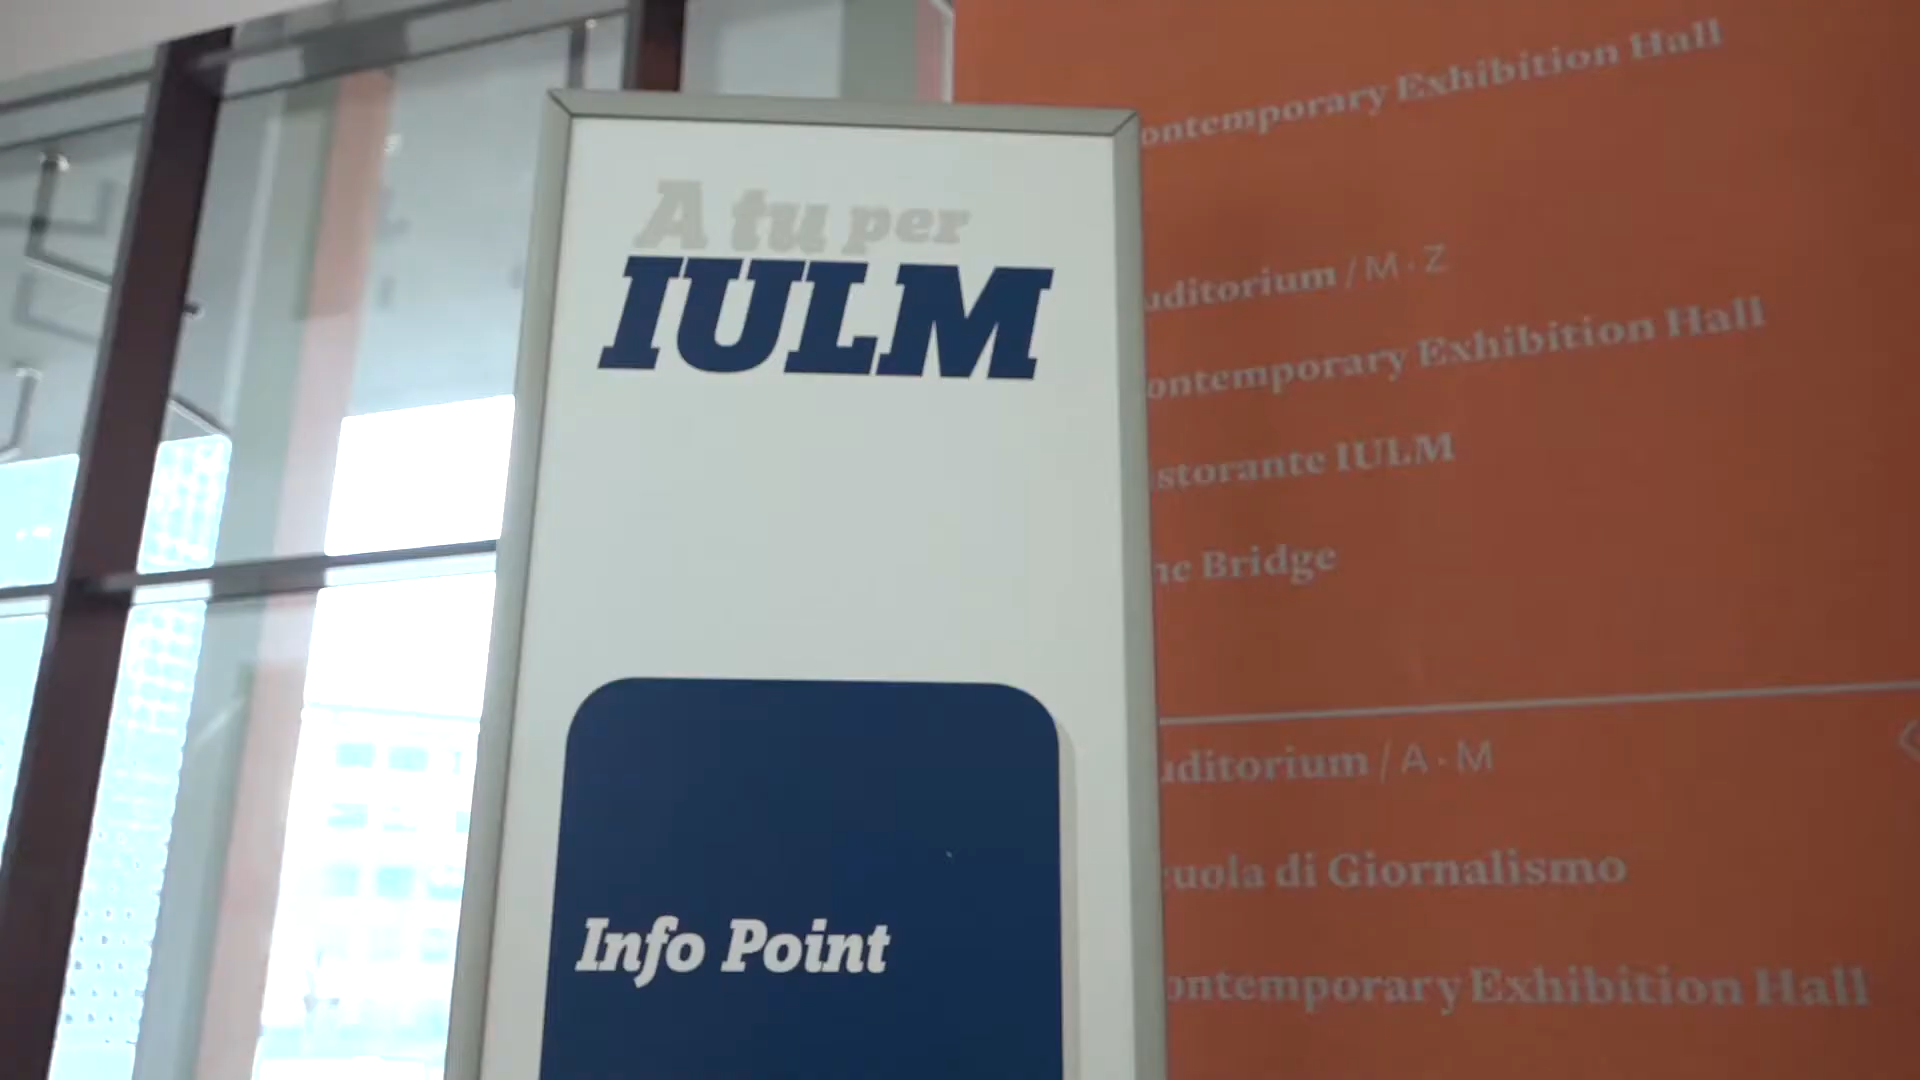 A tu per
IULM
Info Point
ontemporary Exhibition Hall
uditorium / M · Z
ontemporary Exhibition Hall
storante IULM
Bridge
uditorium / A · M
uola di Giornalismo
ontemporary Exhibition Hall